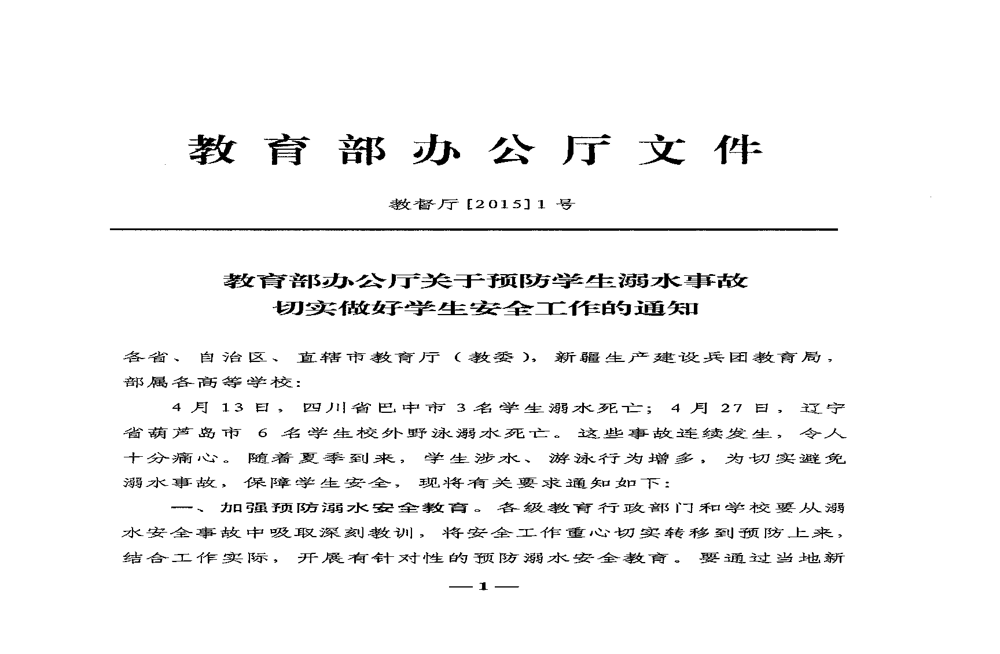 教育部办公厅文件
教督厅[2015]1 号
教育部办公厅关于预防学生溺水事故
切实做好学生安全工作的通知
各省、自治区、直辖市教育厅（教委），新疆生产建设兵团教育局，
部属各高等学校：
4 月 13 日，四川省巴中市 3 名学生溺水死亡；4 月 27 日，辽宁
省葫芦岛市 6 名学生校外野泳溺水死亡。这些事故连续发生，令人
十分痛心。随着夏季到来，学生涉水、游泳行为增多，为切实避免
溺水事故，保障学生安全，现将有关要求通知如下：
一、加强预防溺水安全教育。各级教育行政部门和学校要从溺
水安全事故中吸取深刻教训，将安全工作重心切实转移到预防上来，
结合工作实际，开展有针对性的预防溺水安全教育。要通过当地新
— 1 —